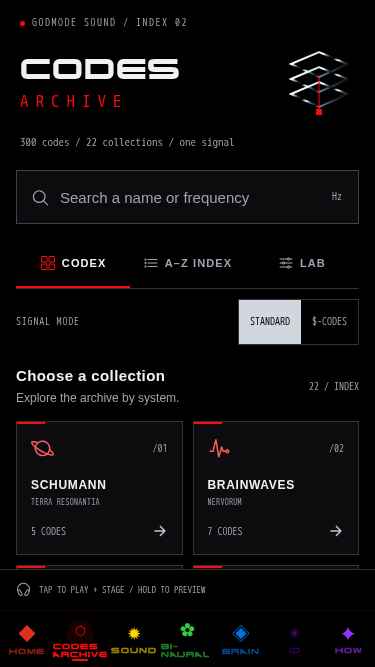 GODMODE SOUND / INDEX 02
CODES
ARCHIVE
300 codes / 22 collections / one signal
Search a name or frequency
Hz
CODEX
A–Z INDEX
LAB
SIGNAL MODE
STANDARD
$-CODES
Choose a collection
Explore the archive by system.
22 / INDEX
/01
SCHUMANN
TERRA RESONANTIA
5 CODES
/02
BRAINWAVES
NERVORUM
7 CODES
TAP TO PLAY + STAGE / HOLD TO PREVIEW
HOME
CODES
ARCHIVE
SOUND
BI-
NAURAL
BRAIN
IQ
HOW